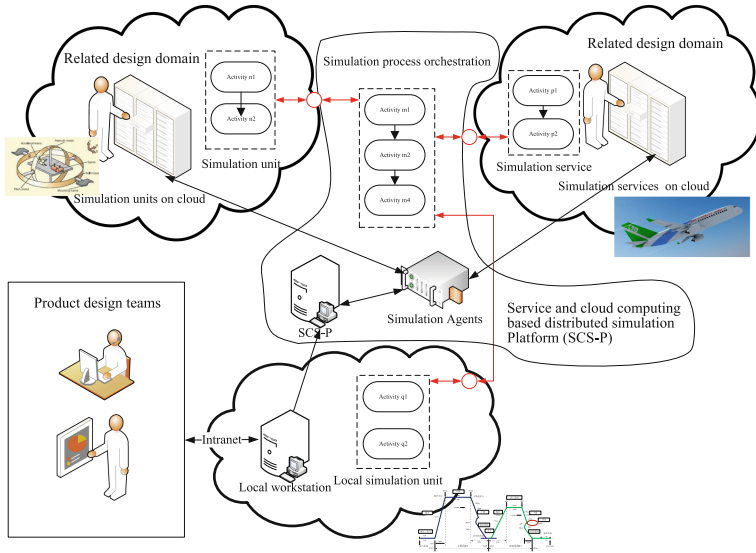 Related design domain
Activity n1
Activity n2
Simulation unit
Simulation units on cloud
Simulation process orchestration
Activity m1
Activity m2
Activity m4
Related design domain
Activity p1
Activity p2
Simulation service
Simulation services on cloud
SCS-P
Simulation Agents
Service and cloud computing
based distributed simulation
Platform (SCS-P)
Product design teams
Intranet
Local workstation
Activity q1
Activity q2
Local simulation unit